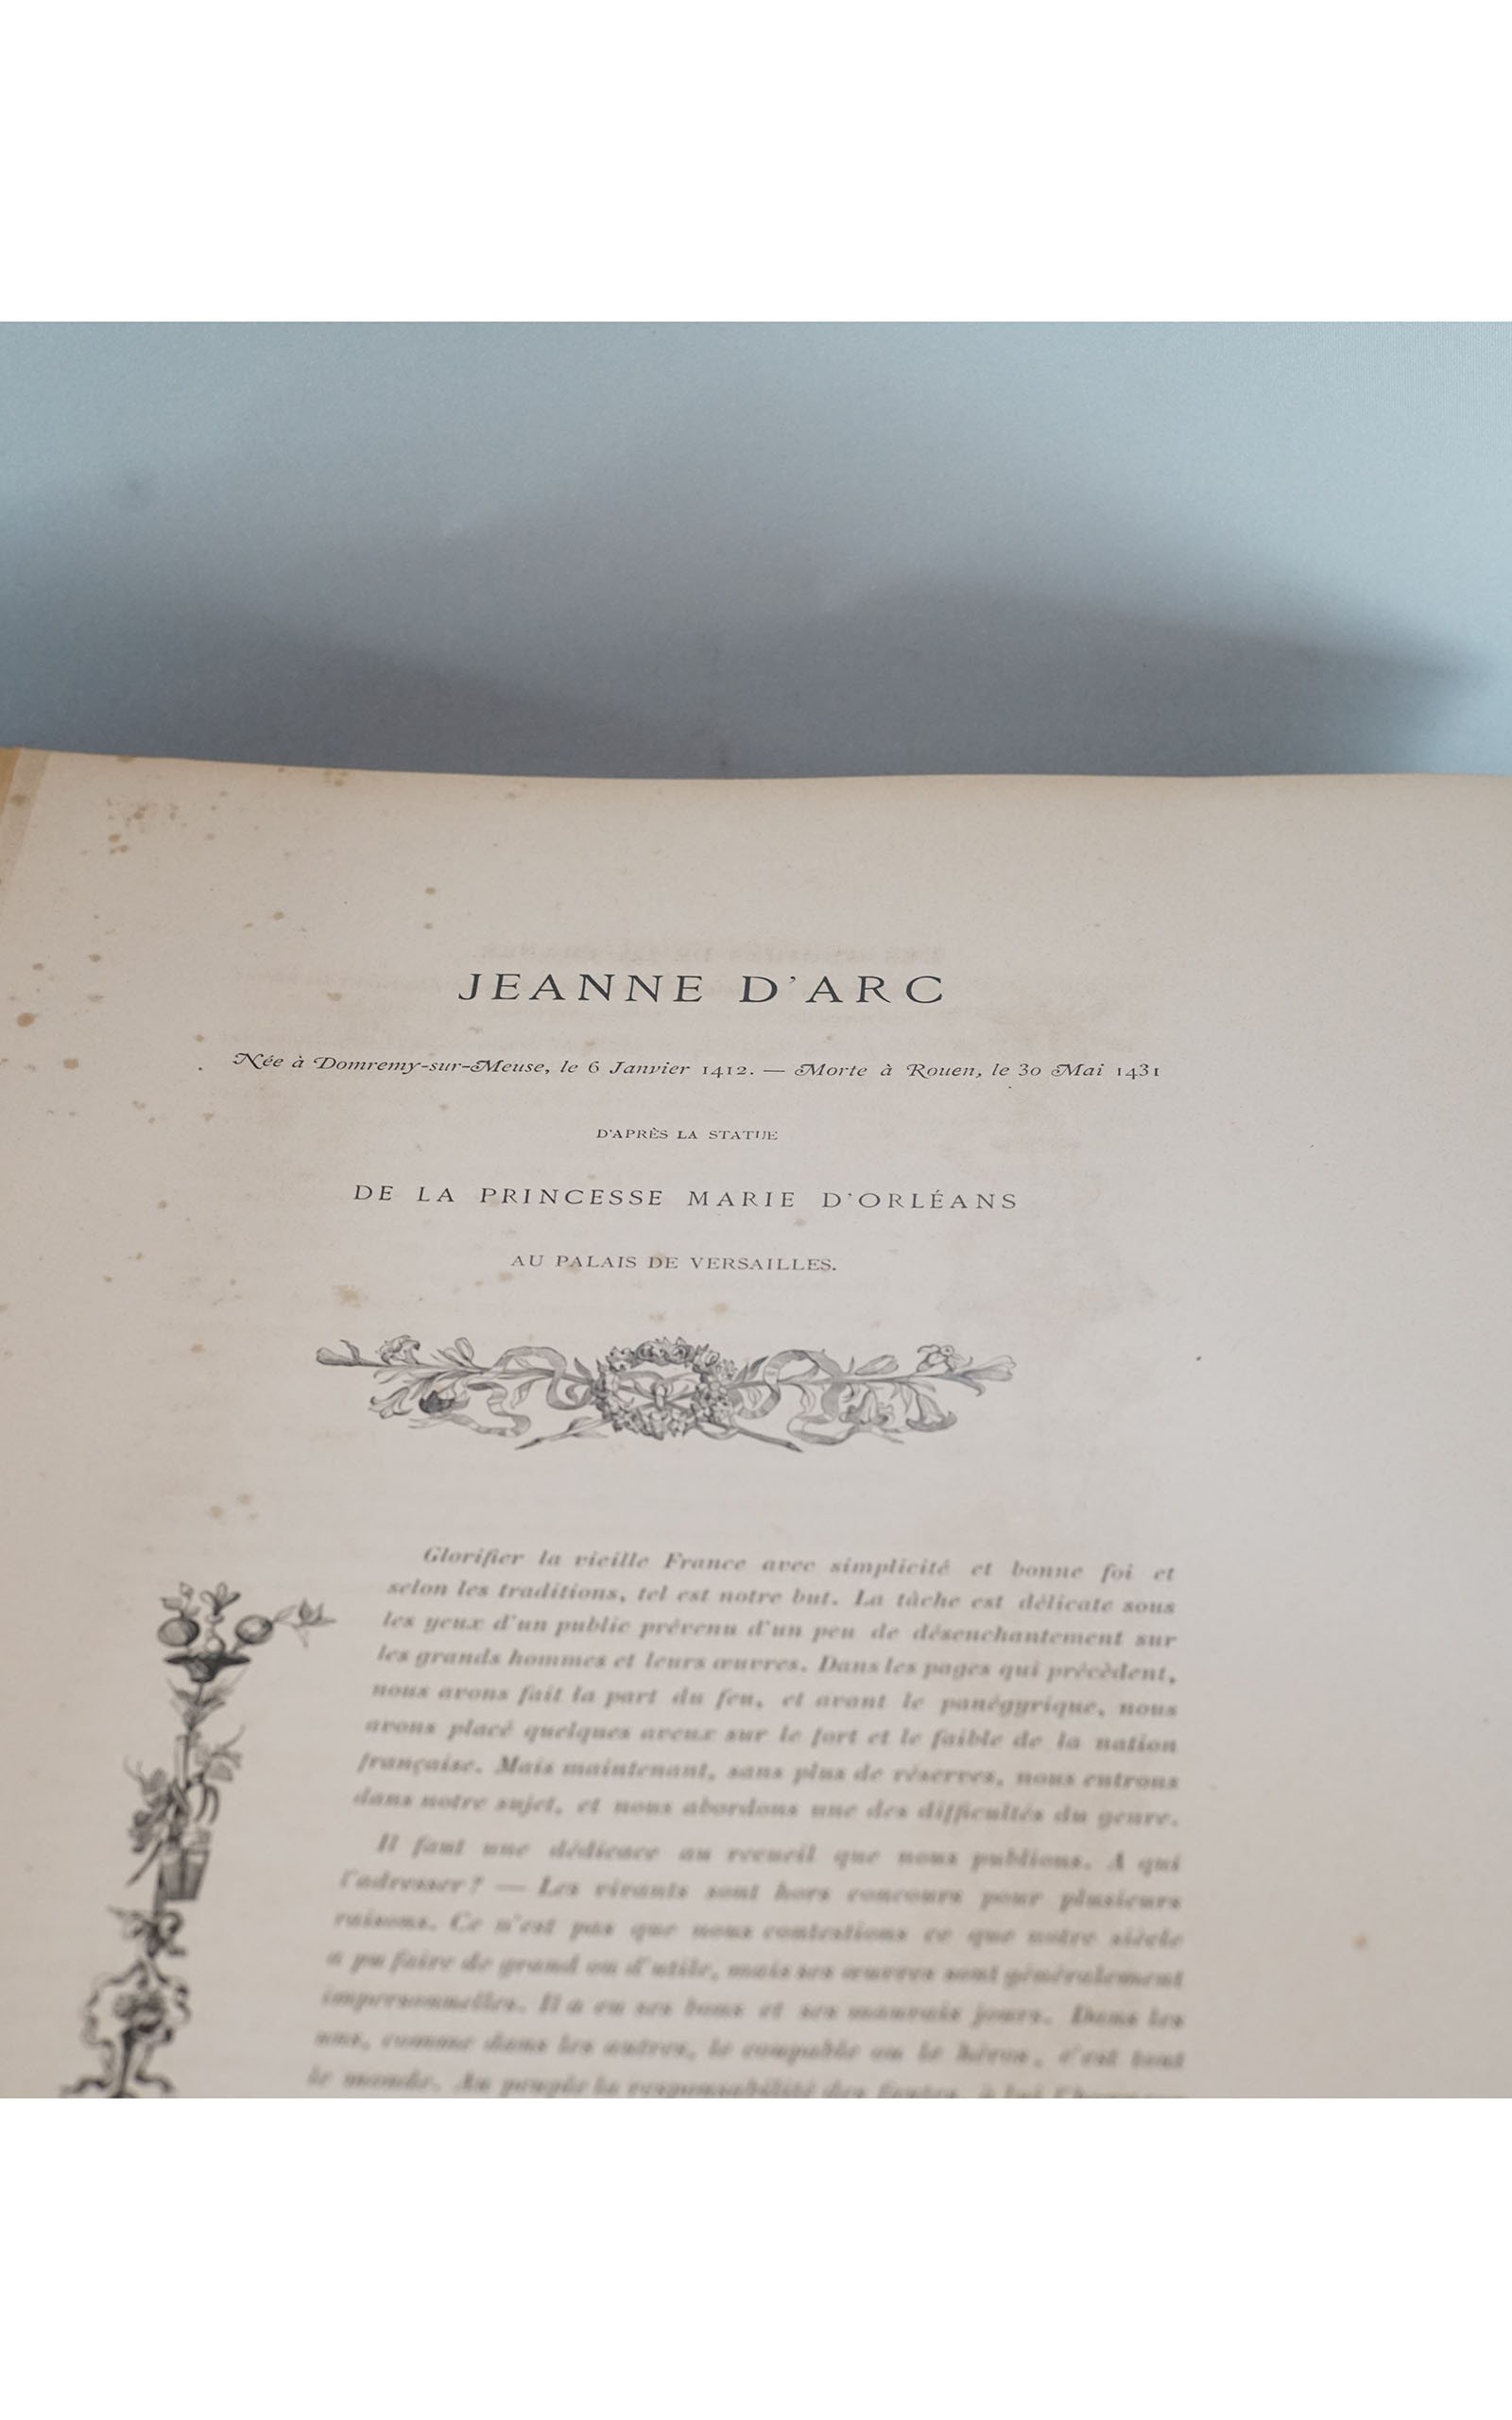 JEANNE D'ARC
Née à Domremy-sur-Meuse, le 6 Janvier 1412. — Morte à Rouen, le 30 Mai 1431
D'APRÈS LA STATUE
DE LA PRINCESSE MARIE D'ORLÉANS
AU PALAIS DE VERSAILLES.
Glorifier la vieille France avec simplicité et bonne foi et
selon les traditions, tel est notre but. La tâche est délicate sous
les yeux d'un public prévenu d'un peu de désenchantement sur
les grands hommes et leurs œuvres. Dans les pages qui précèdent,
nous avons fait la part du feu, et avant le panégyrique, nous
avons placé quelques aveux sur le fort et le faible de la nation
française. Mais maintenant, sans plus de réserves, nous entrons
dans notre sujet, et nous abordons une des difficultés du genre.
Il faut une dédicace au recueil que nous publions. A qui
l'adresser? — Les vivants sont hors concours pour plusieurs
raisons. Ce n'est pas que nous contestions ce que notre siècle
a pu faire de grand ou d'utile, mais ses œuvres sont généralement
impersonnelles. Il a eu ses bons et ses mauvais jours. Dans les
uns, comme dans les autres, le coupable ou le héros, c'est tout
le monde. Au peuple la responsabilité des fautes, à lui